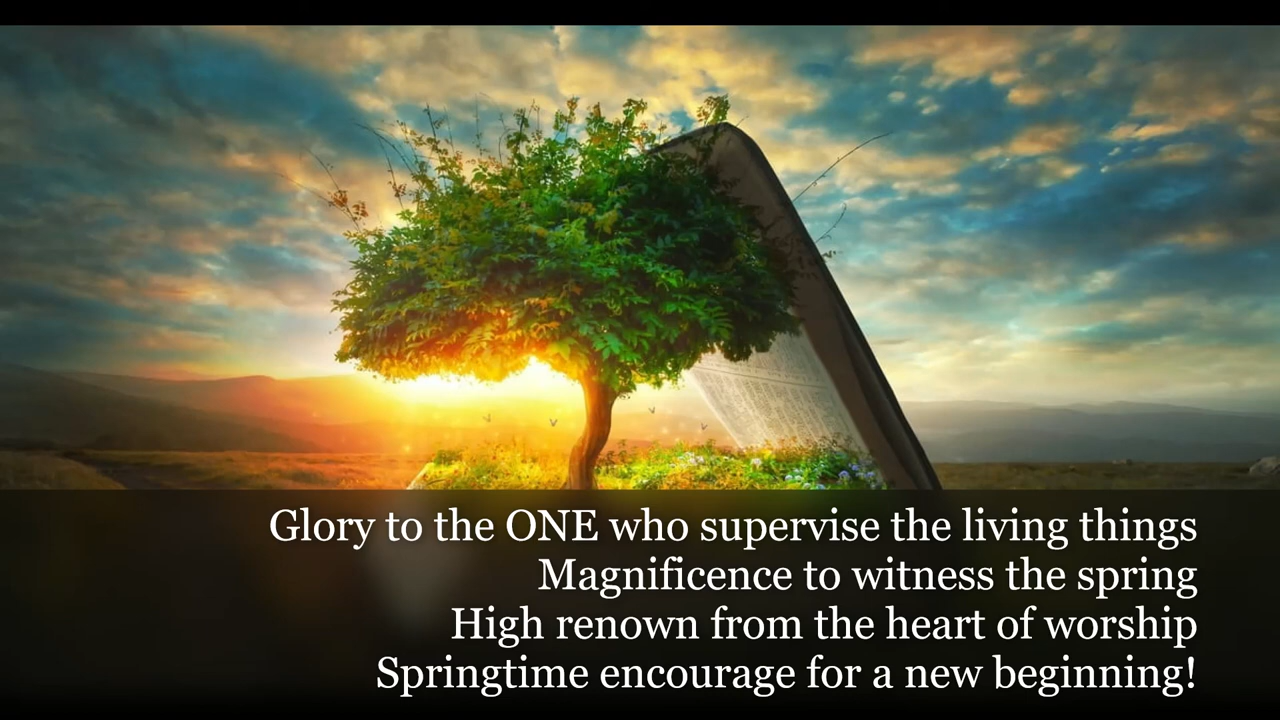 Glory to the ONE who supervise the living things
Magnificence to witness the spring
High renown from the heart of worship
Springtime encourage for a new beginning!